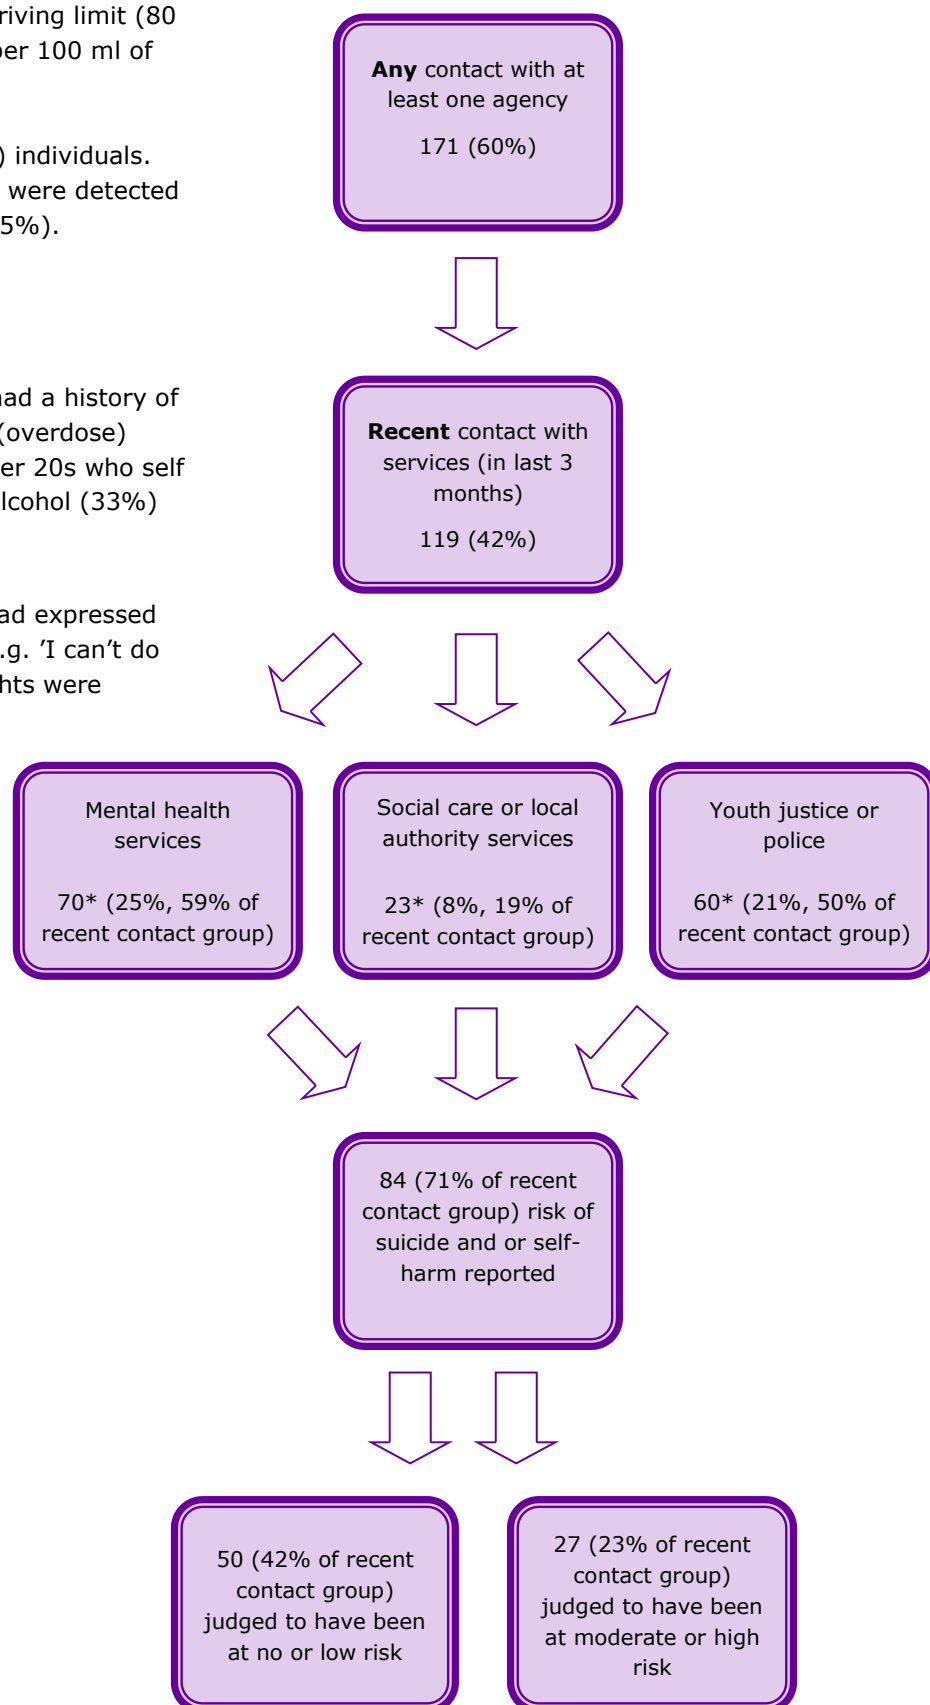 riving limit (80
per 100 ml of
) individuals.
were detected
5%).
had a history of
(overdose)
er 20s who self
lcohol (33%)
ad expressed
.g. ’I can’t do
hts were
Any contact with at
least one agency
171 (60%)
Recent contact with
services (in last 3
months)
119 (42%)
Mental health
services
70* (25%, 59% of
recent contact group)
Social care or local
authority services
23* (8%, 19% of
recent contact group)
Youth justice or
police
60* (21%, 50% of
recent contact group)
84 (71% of recent
contact group) risk of
suicide and or self-
harm reported
50 (42% of recent
contact group)
judged to have been
at no or low risk
27 (23% of recent
contact group)
judged to have been
at moderate or high
risk